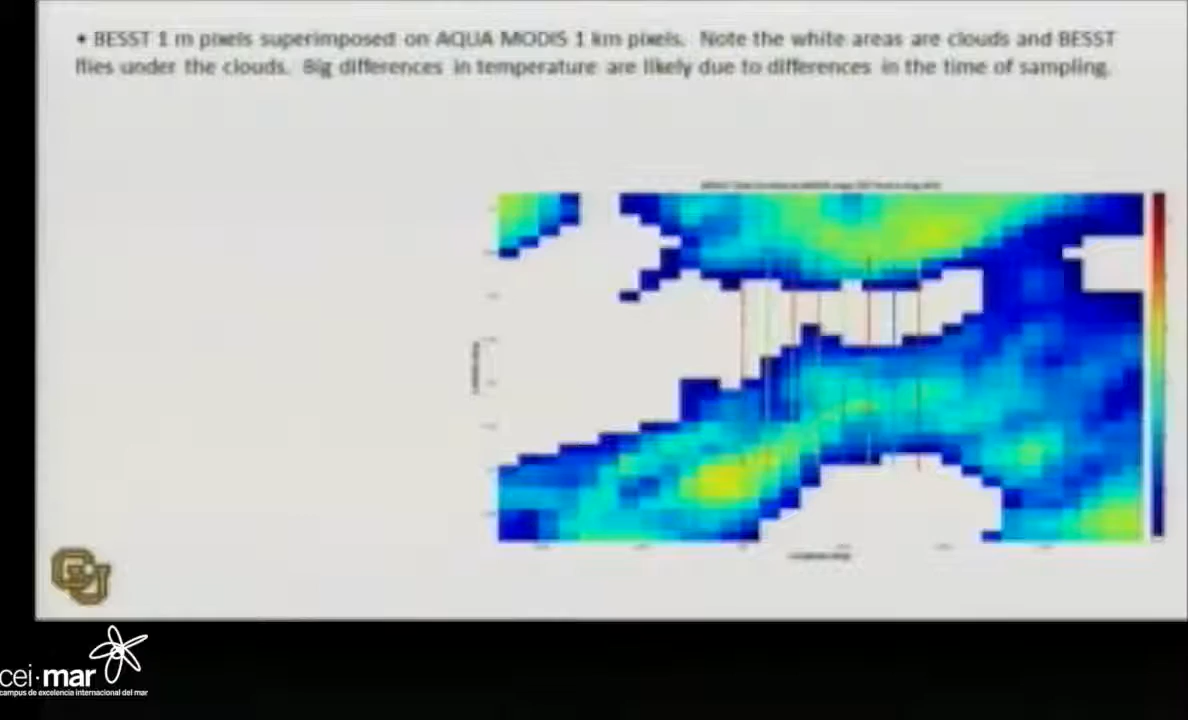 • BESST 1 m pixels superimposed on AQUA MODIS 1 km pixels. Note the white areas are clouds and BESST
flies under the clouds. Big differences in temperature are likely due to differences in the time of sampling.
CU
cei·mar
campus de excelencia internacional del mar